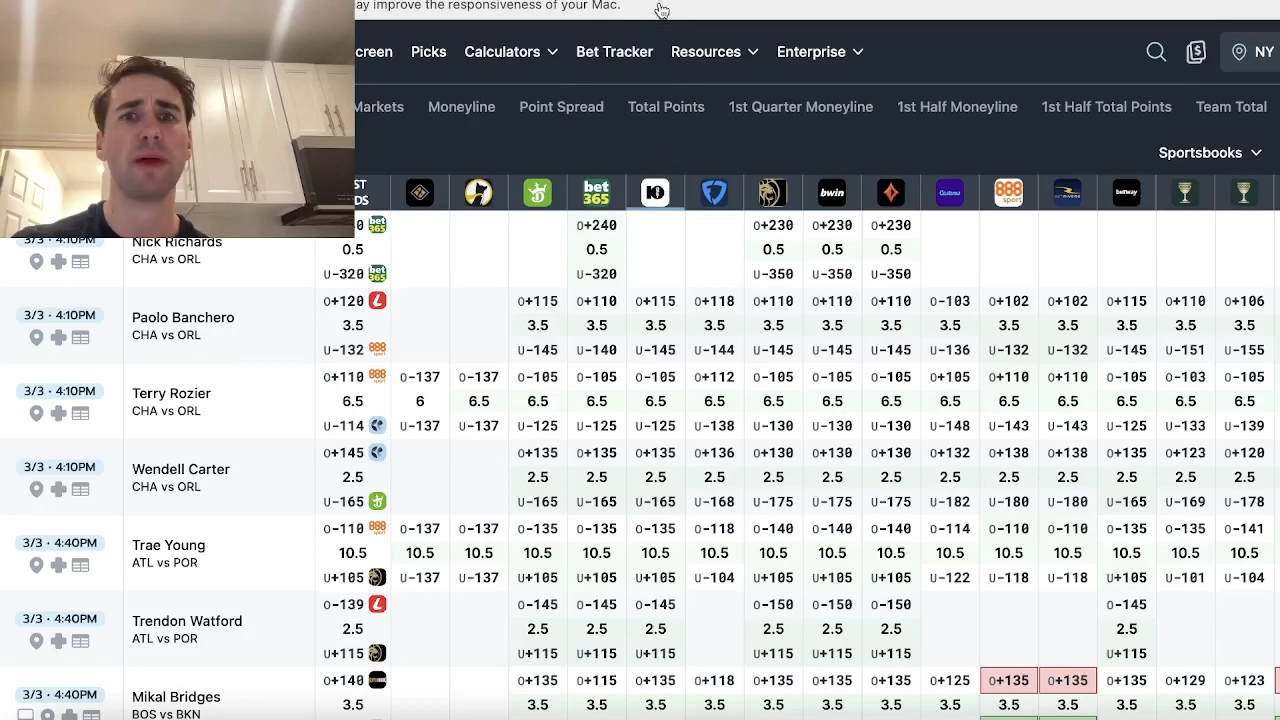 ay improve the responsiveness of your Mac.
creen Picks Calculators Bet Tracker Resources Enterprise NY
Markets Moneyline Point Spread Total Points 1st Quarter Moneyline 1st Half Moneyline 1st Half Total Points Team Total
Sportsbooks
ST DS bet365 bwin Caesars 888sport BETRIVERS betway
3/3 · 4:10PM Nick Richards CHA vs ORL
0 bet365 O+240 O+230 O+230 O+230
0.5 0.5 0.5 0.5 0.5
U-320 bet365 U-320 U-350 U-350 U-350
3/3 · 4:10PM Paolo Banchero CHA vs ORL
O+120 O+115 O+110 O+115 O+118 O+110 O+110 O+110 O-103 O+102 O+102 O+115 O+110 O+106
3.5 3.5 3.5 3.5 3.5 3.5 3.5 3.5 3.5 3.5 3.5 3.5 3.5 3.5
U-132 888sport U-145 U-140 U-145 U-144 U-145 U-145 U-145 U-136 U-132 U-132 U-145 U-151 U-155
3/3 · 4:10PM Terry Rozier CHA vs ORL
O+110 888sport O-137 O-137 O-105 O-105 O-105 O+112 O-105 O-105 O-105 O+105 O+110 O+110 O-105 O-103 O-105
6.5 6 6.5 6.5 6.5 6.5 6.5 6.5 6.5 6.5 6.5 6.5 6.5 6.5 6.5 6.5
U-114 U-137 U-137 U-125 U-125 U-125 U-138 U-130 U-130 U-130 U-148 U-143 U-143 U-125 U-133 U-139
3/3 · 4:10PM Wendell Carter CHA vs ORL
O+145 O+135 O+135 O+135 O+136 O+130 O+130 O+130 O+132 O+138 O+138 O+135 O+123 O+120
2.5 2.5 2.5 2.5 2.5 2.5 2.5 2.5 2.5 2.5 2.5 2.5 2.5 2.5
U-165 U-165 U-165 U-165 U-168 U-175 U-175 U-175 U-182 U-180 U-180 U-165 U-169 U-178
3/3 · 4:40PM Trae Young ATL vs POR
O-110 888sport O-137 O-137 O-135 O-135 O-135 O-118 O-140 O-140 O-140 O-114 O-110 O-110 O-135 O-135 O-141
10.5 10.5 10.5 10.5 10.5 10.5 10.5 10.5 10.5 10.5 10.5 10.5 10.5 10.5 10.5 10.5
U+105 U-137 U-137 U+105 U+105 U+105 U-104 U+105 U+105 U+105 U-122 U-118 U-118 U+105 U-101 U-104
3/3 · 4:40PM Trendon Watford ATL vs POR
O-139 O-145 O-145 O-145 O-150 O-150 O-150 O-145
2.5 2.5 2.5 2.5 2.5 2.5 2.5 2.5
U+115 U+115 U+115 U+115 U+115 U+115 U+115 U+115
3/3 · 4:40PM Mikal Bridges BOS vs BKN
O+140 O+135 O+115 O+135 O+118 O+135 O+135 O+135 O+125 O+135 O+135 O+135 O+129 O+123
3.5 3.5 3.5 3.5 3.5 3.5 3.5 3.5 3.5 3.5 3.5 3.5 3.5 3.5